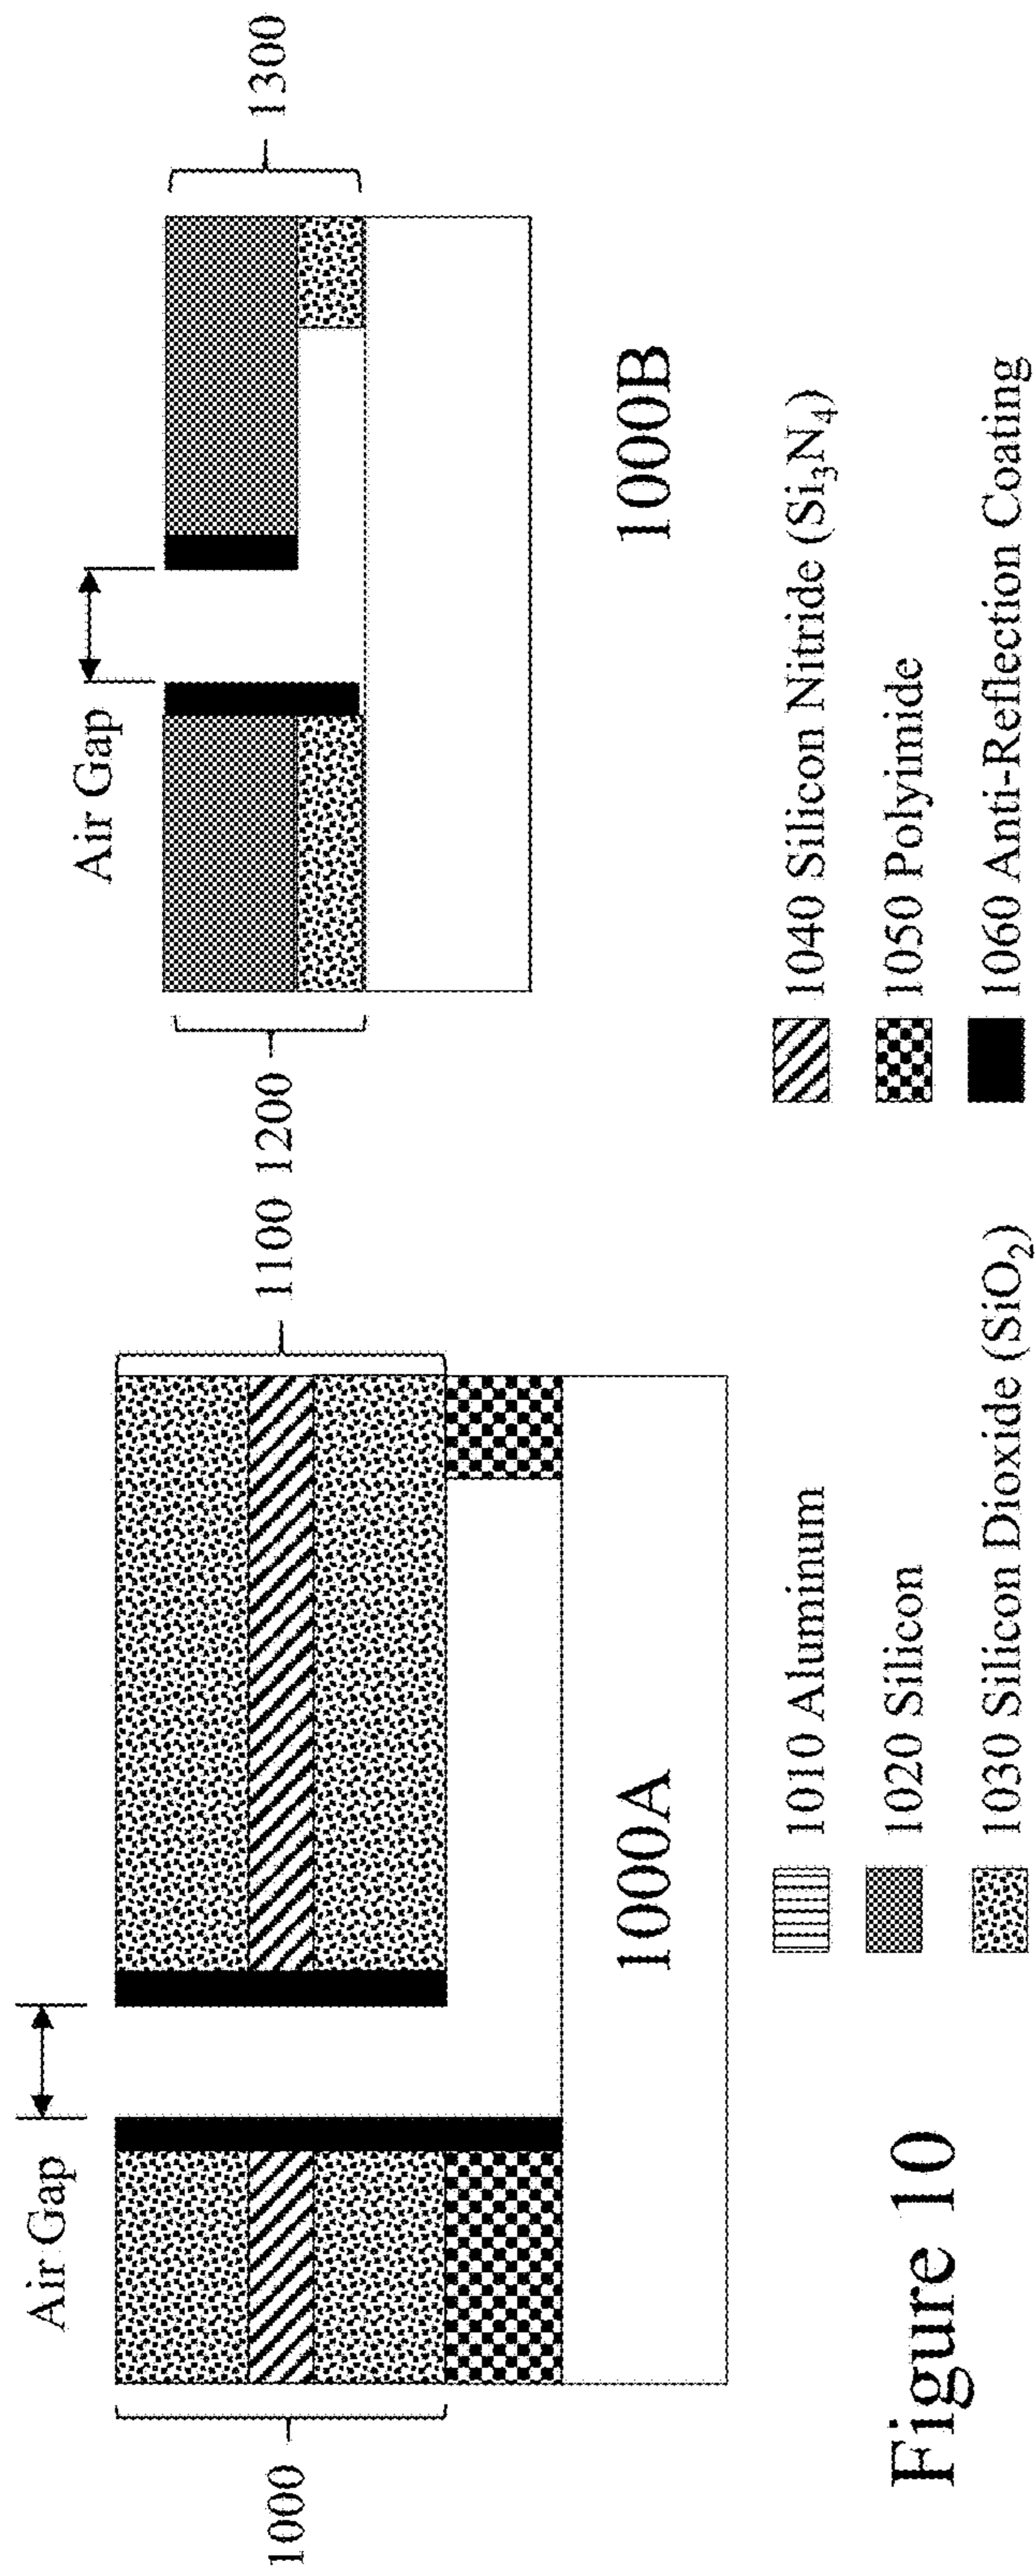 Air Gap
Air Gap
1000
1100
1200
1300
1000A
1000B
1010 Aluminum
1020 Silicon
1030 Silicon Dioxide (SiO₂)
1040 Silicon Nitride (Si₃N₄)
1050 Polyimide
1060 Anti-Reflection Coating
Figure 10